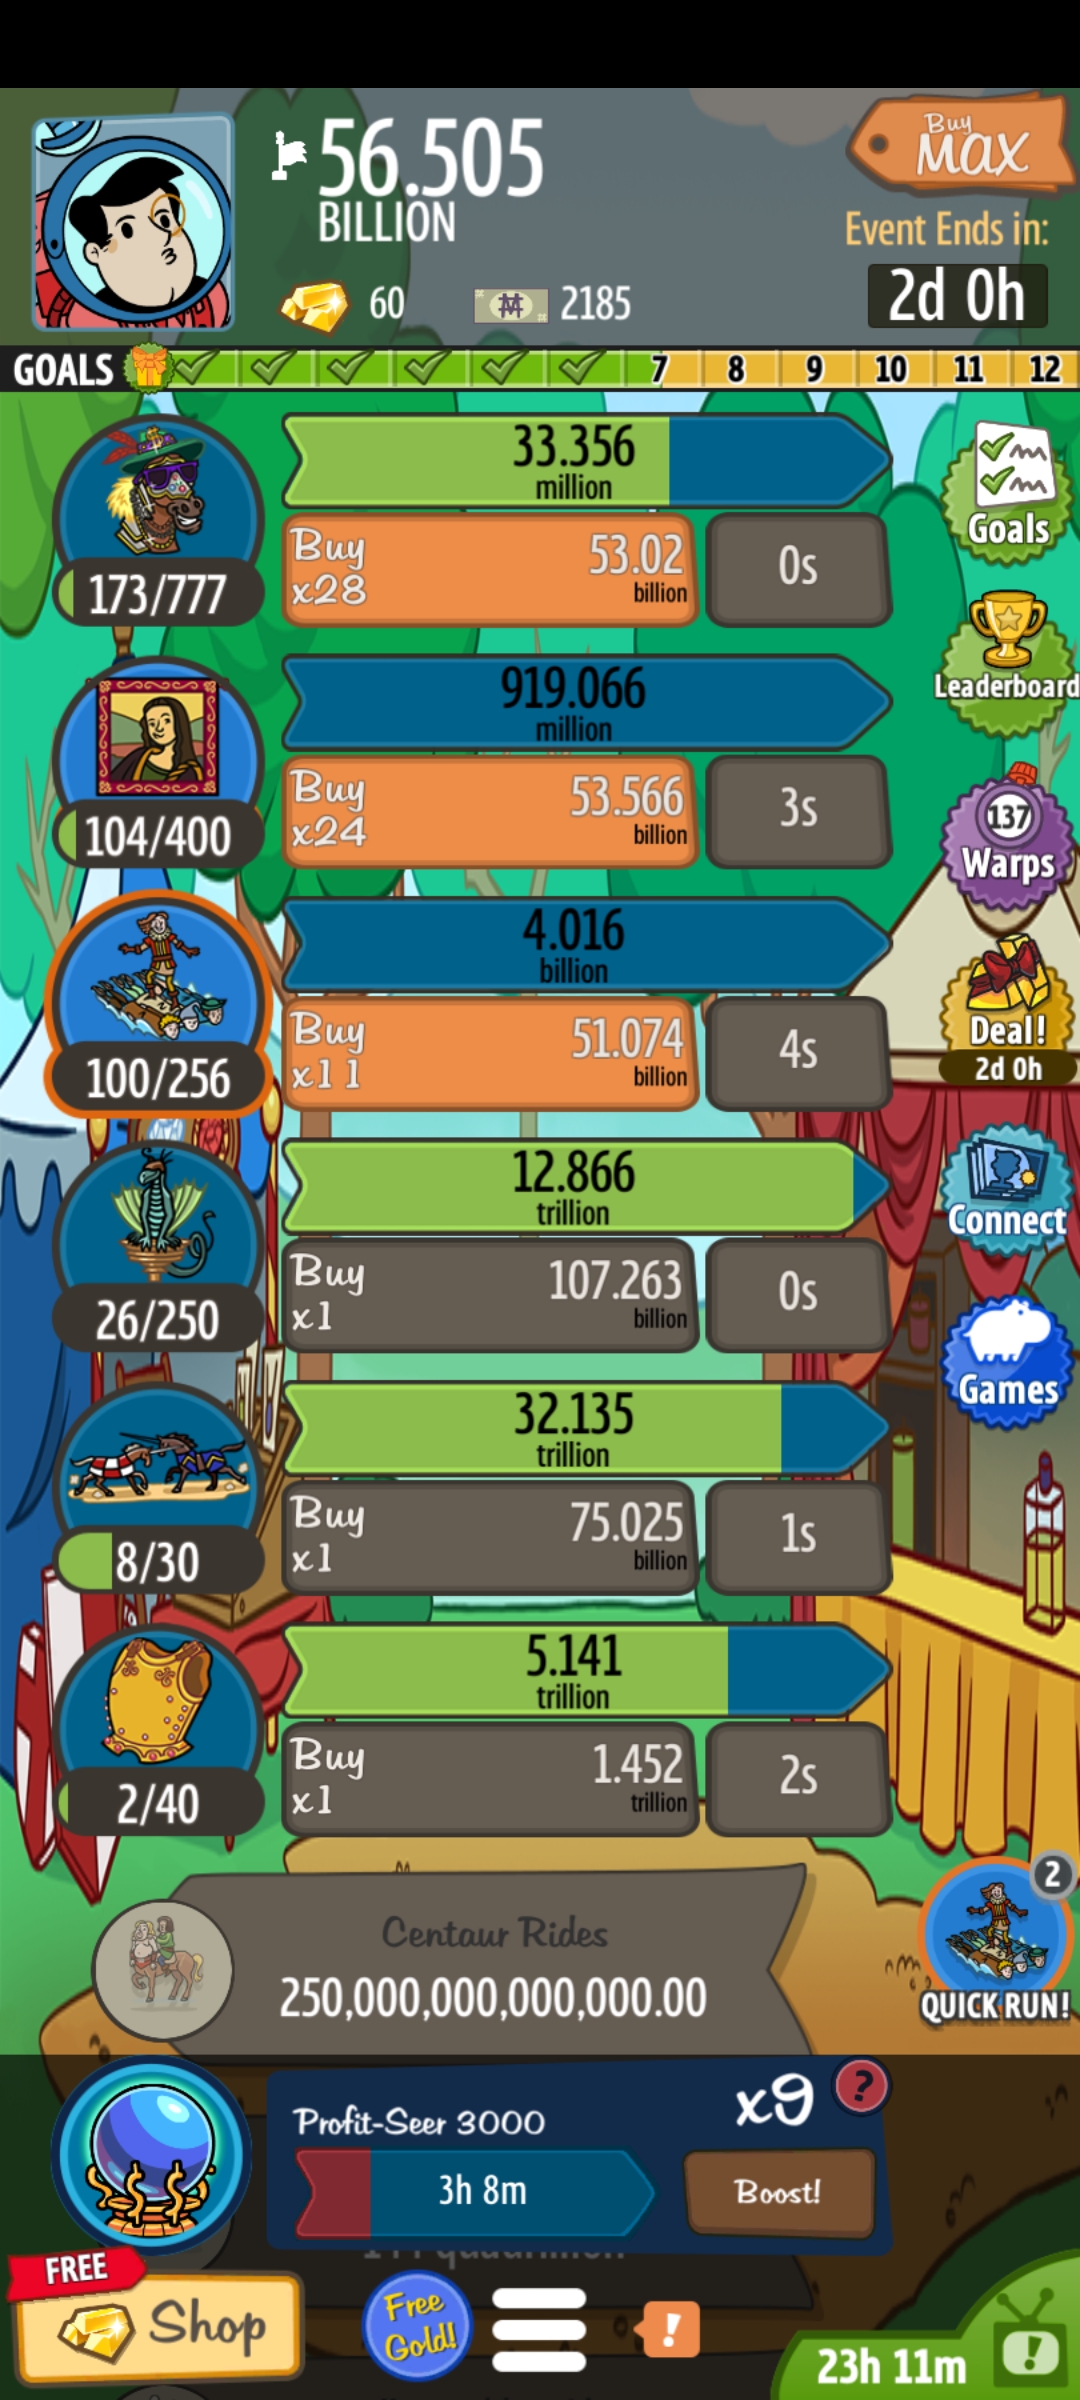 56.505
BILLION
60
2185
Buy
MAX
Event Ends in:
2d 0h
GOALS
7
8
9
10
11
12
33.356
million
173/777
Buy
x28
53.02
billion
0s
Goals
Leaderboard
919.066
million
104/400
Buy
x24
53.566
billion
3s
137
Warps
4.016
billion
100/256
Buy
x11
51.074
billion
4s
Deal!
2d 0h
12.866
trillion
26/250
Buy
x1
107.263
billion
0s
Connect
Games
32.135
trillion
8/30
Buy
x1
75.025
billion
1s
5.141
trillion
2/40
Buy
x1
1.452
trillion
2s
Centaur Rides
250,000,000,000,000.00
2
QUICK RUN!
Profit-Seer 3000
3h 8m
x9
?
Boost!
FREE
Shop
Free
Gold!
!
23h 11m
!